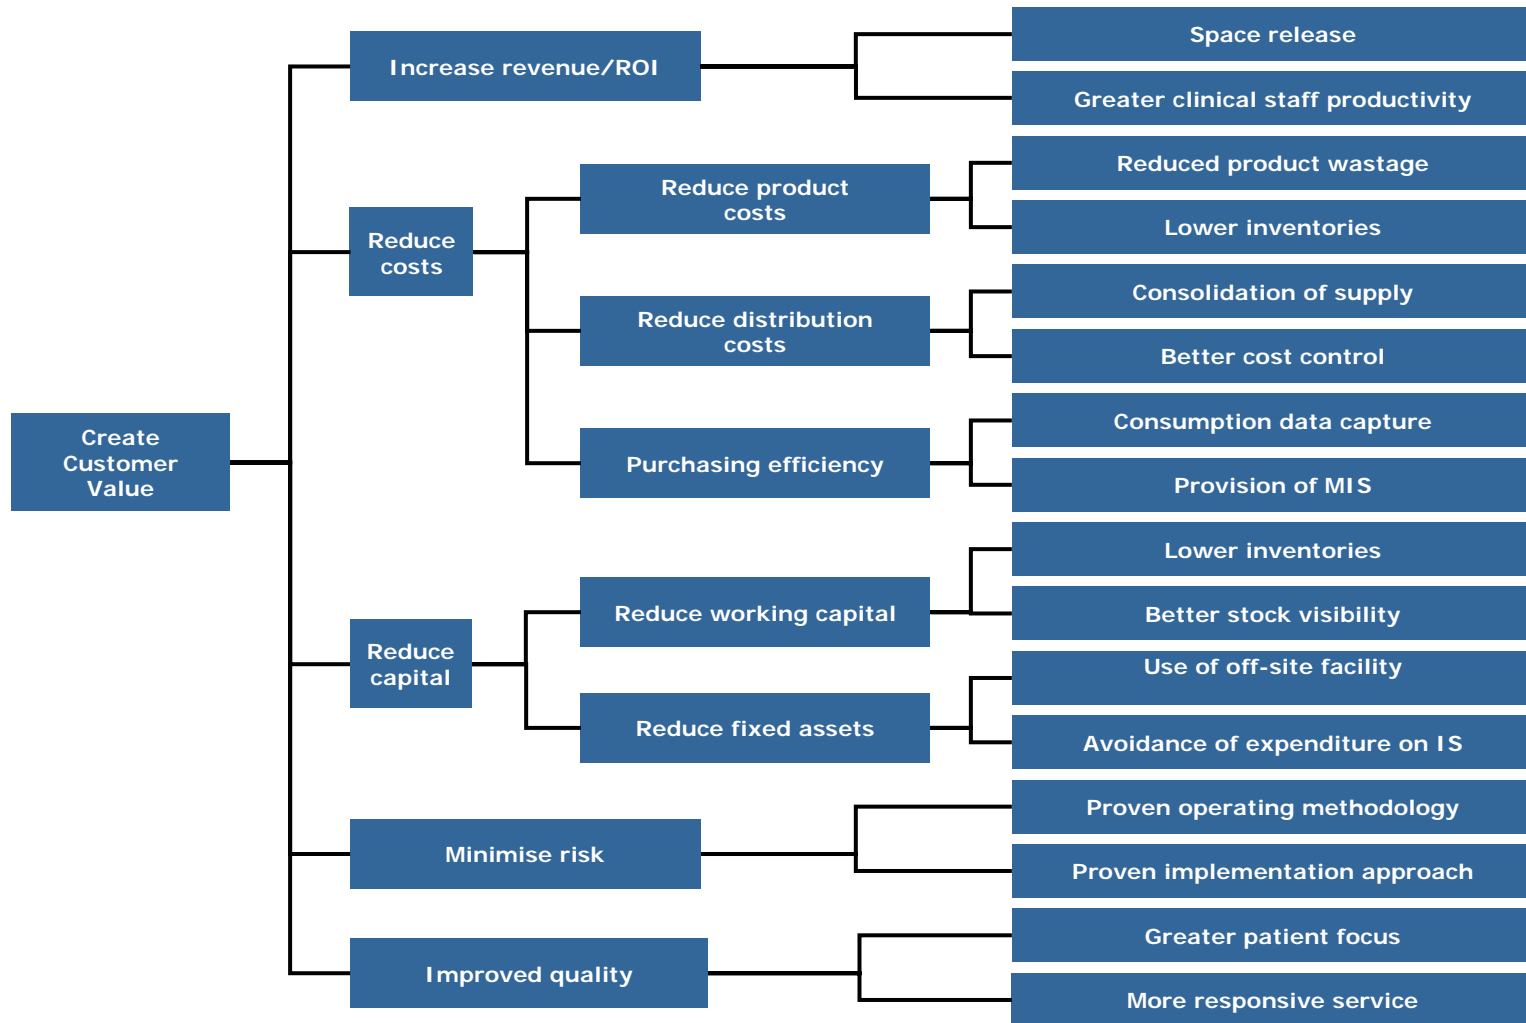 Space release
Increase revenue/ROI
Greater clinical staff productivity
Reduced product wastage
Reduce product
costs
Lower inventories
Reduce
costs
Consolidation of supply
Reduce distribution
costs
Better cost control
Consumption data capture
Create
Customer
Value
Purchasing efficiency
Provision of MIS
Lower inventories
Reduce working capital
Better stock visibility
Reduce
capital
Use of off-site facility
Reduce fixed assets
Avoidance of expenditure on IS
Proven operating methodology
Minimise risk
Proven implementation approach
Greater patient focus
Improved quality
More responsive service